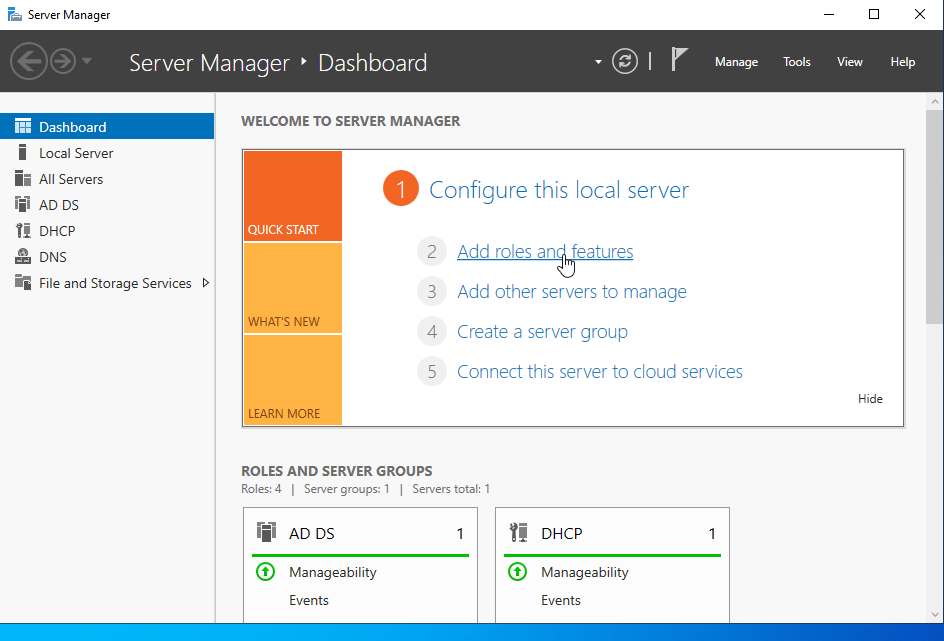 Server Manager
Server Manager ‣ Dashboard
Manage Tools View Help
Dashboard
Local Server
All Servers
AD DS
DHCP
DNS
File and Storage Services
WELCOME TO SERVER MANAGER
QUICK START
WHAT'S NEW
LEARN MORE
1 Configure this local server
2 Add roles and features
3 Add other servers to manage
4 Create a server group
5 Connect this server to cloud services
Hide
ROLES AND SERVER GROUPS
Roles: 4 | Server groups: 1 | Servers total: 1
AD DS 1
Manageability
Events
DHCP 1
Manageability
Events